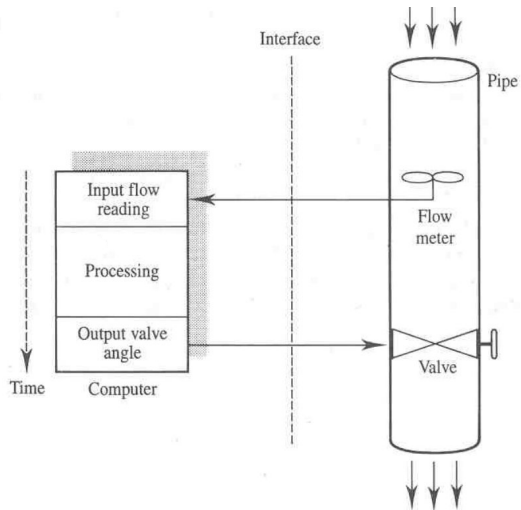 Interface
Pipe
Input flow
reading
Flow
meter
Processing
Output valve
angle
Valve
Time
Computer